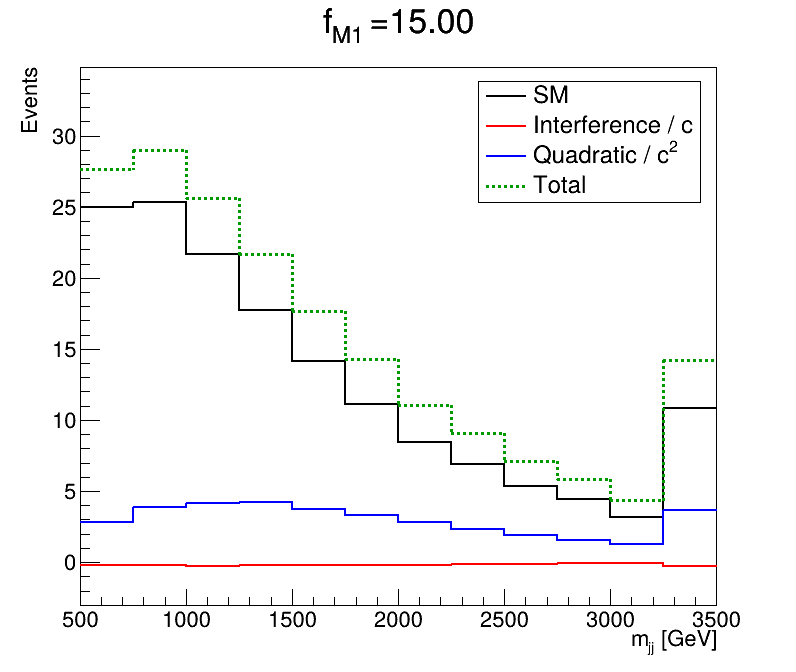 f_M1 =15.00
Events
SM
Interference / c
Quadratic / c²
Total
30
25
20
15
10
5
0
500 1000 1500 2000 2500 3000 3500
m_jj [GeV]